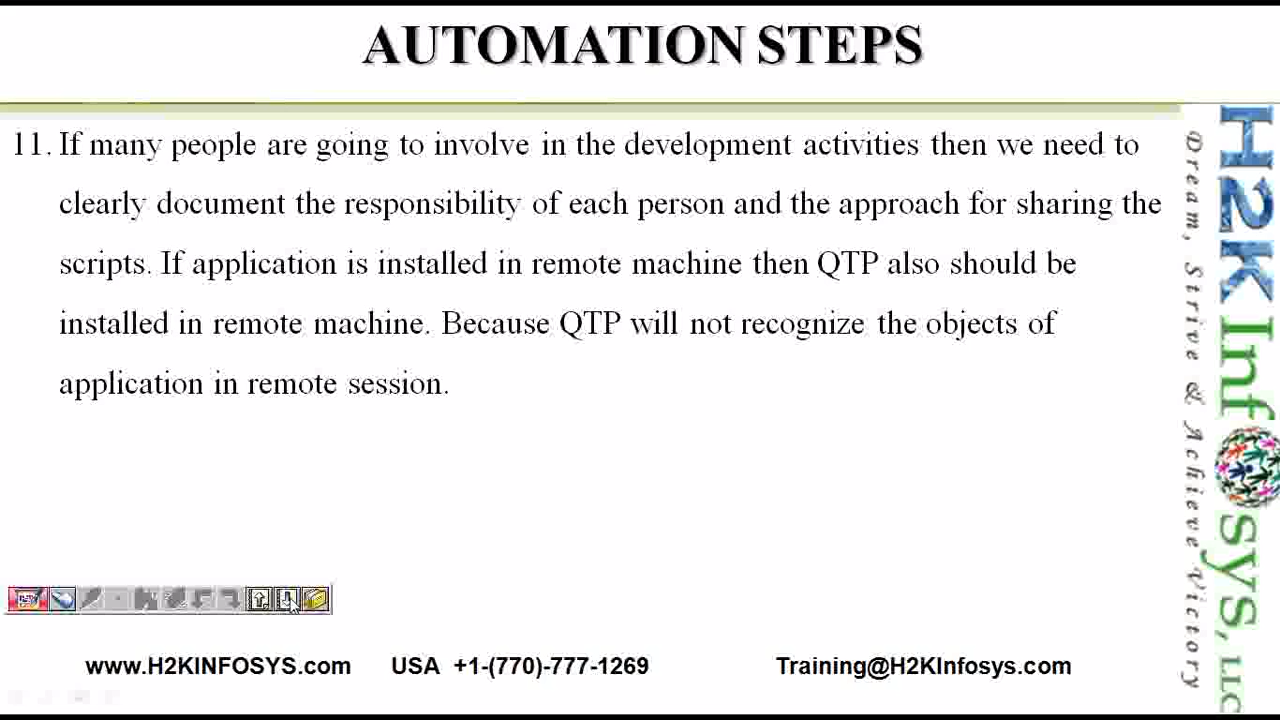 AUTOMATION STEPS
11. If many people are going to involve in the development activities then we need to
clearly document the responsibility of each person and the approach for sharing the
scripts. If application is installed in remote machine then QTP also should be
installed in remote machine. Because QTP will not recognize the objects of
application in remote session.
H2K Infosys, LLC
Dream, Strive & Achieve Victory
www.H2KINFOSYS.com USA +1-(770)-777-1269 Training@H2KInfosys.com